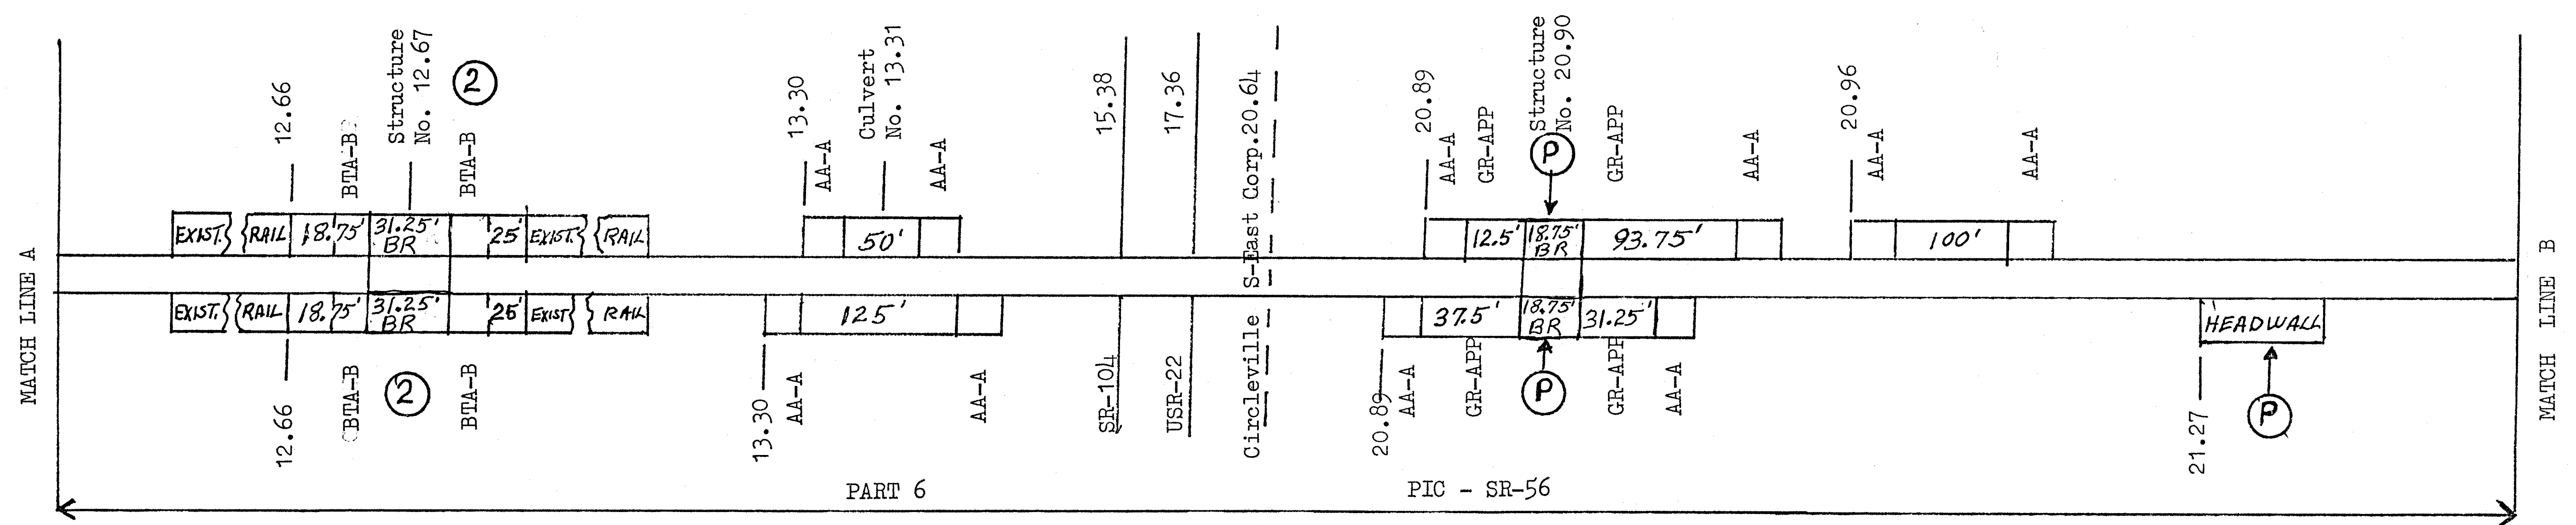 MATCH LINE A
12.66
BTA-B
Structure
No. 12.67
2
BTA-B
EXIST.
RAIL
18.75'
31.25'
BR
25'
EXIST.
RAIL
EXIST.
RAIL
18.75'
31.25'
BR
25'
EXIST
RAIL
12.66
BTA-B
2
BTA-B
13.30
AA-A
Culvert
No. 13.31
AA-A
50'
125'
13.30
AA-A
AA-A
15.38
SR-104
17.36
USR-22
Circleville S-East Corp.20.64
20.89
AA-A
GR-APP
Structure
No. 20.90
P
GR-APP
AA-A
12.5'
18.75'
BR
93.75'
37.5'
18.75'
BR
31.25'
20.89
AA-A
GR-APP
P
GR-APP
AA-A
20.96
AA-A
AA-A
100'
HEADWALL
21.27
P
MATCH LINE B
PART 6
PIC - SR-56